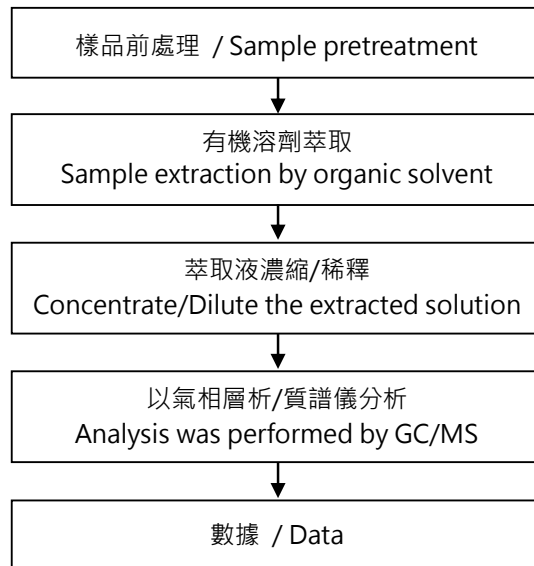 樣品前處理 / Sample pretreatment
有機溶劑萃取
Sample extraction by organic solvent
萃取液濃縮/稀釋
Concentrate/Dilute the extracted solution
以氣相層析/質譜儀分析
Analysis was performed by GC/MS
數據 / Data